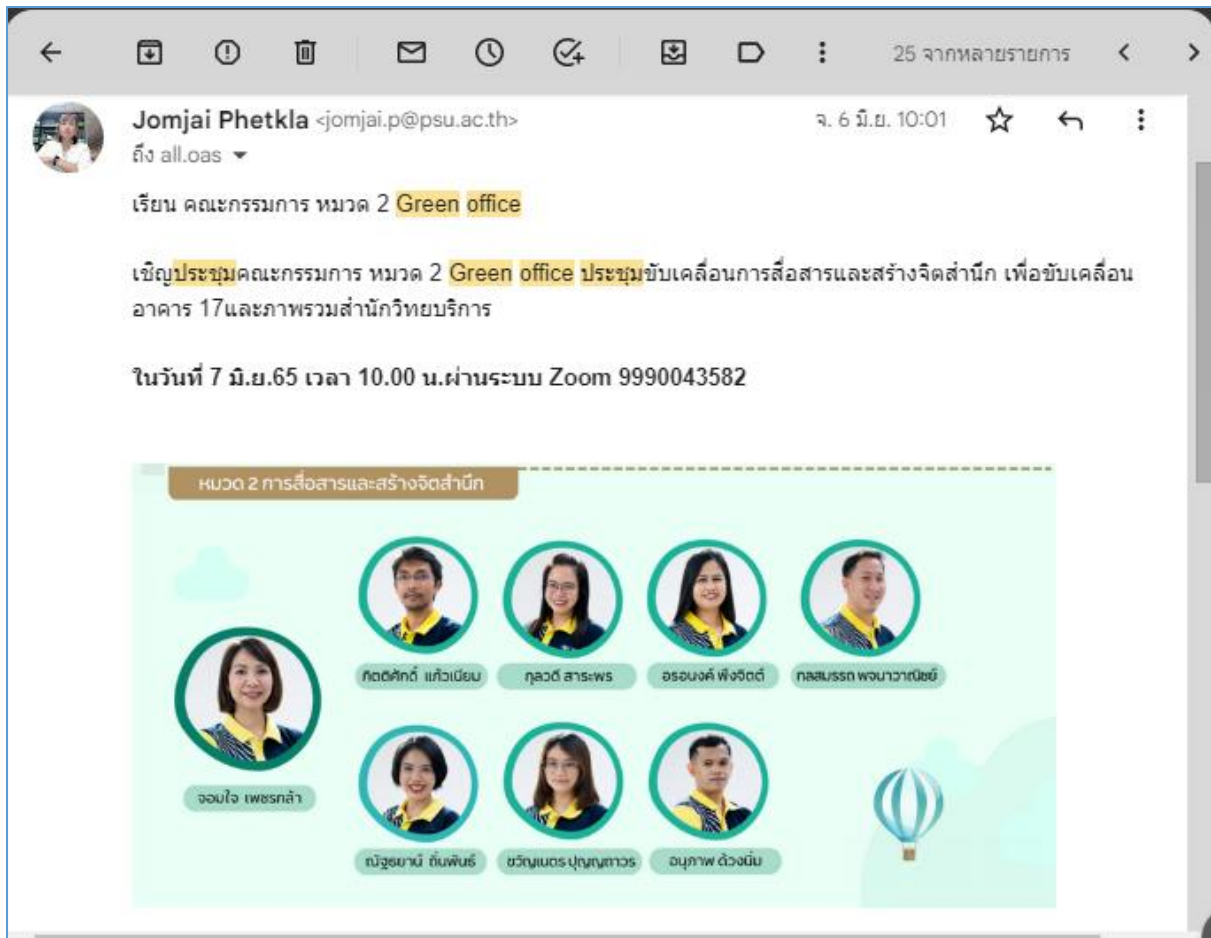 25 จากหลายรายการ
Jomjai Phetkla <jomjai.p@psu.ac.th>
จ. 6 มิ.ย. 10:01
ถึง all.oas
เรียน คณะกรรมการ หมวด 2 Green office
เชิญประชุมคณะกรรมการ หมวด 2 Green office ประชุมขับเคลื่อนการสื่อสารและสร้างจิตสำนึก เพื่อขับเคลื่อน
อาคาร 17และภาพรวมสำนักวิทยบริการ
ในวันที่ 7 มิ.ย.65 เวลา 10.00 น.ผ่านระบบ Zoom 9990043582
หมวด 2 การสื่อสารและสร้างจิตสำนึก
กิตติศักดิ์ แก้วเนียม
กุลวดี สาระพร
อรอนงค์ พึงจิตต์
กลสมรรถ พจนาวาณิชย์
จอมใจ เพชรกล้า
ณัฐธยาน์ ถิ่นพันธ์
ขวัญเนตร ปุญญถาวร
อนุภาพ ด้วงนิ่ม